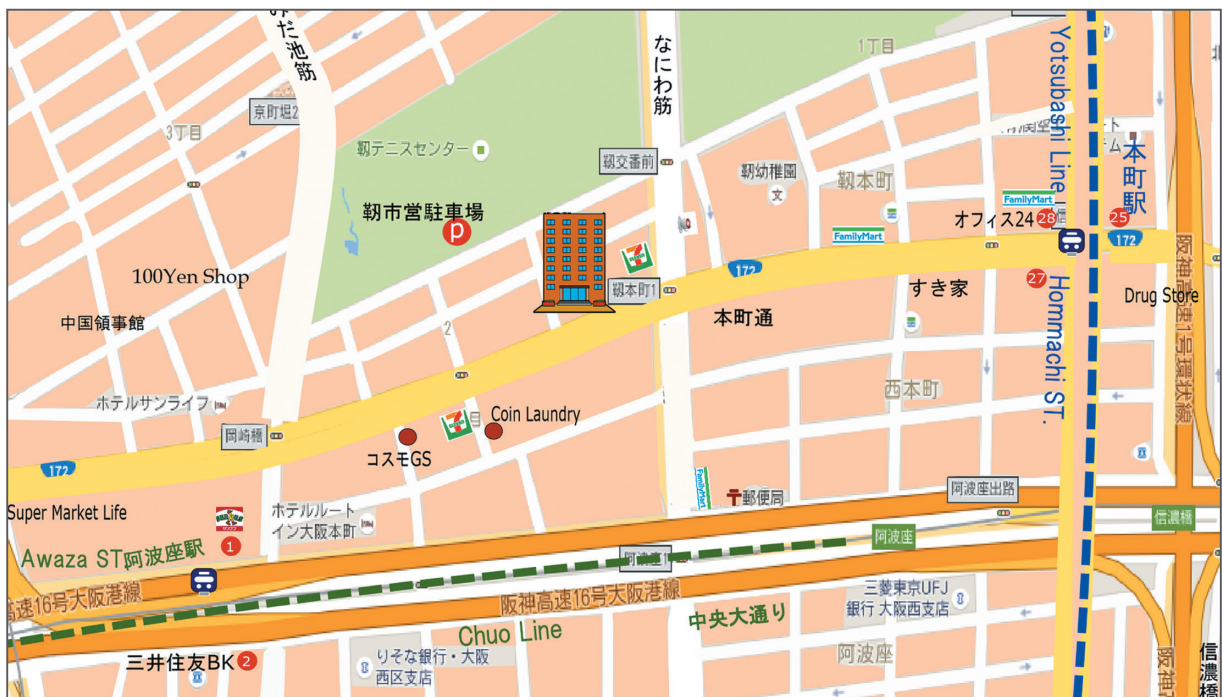 みだ池筋
なにわ筋
1丁目
Yotsubashi Line
京町堀2
3丁目
靱テニスセンター
靱交番前
靱幼稚園
文
靱本町
本町駅
靱市営駐車場
P
FamilyMart
オフィス24
28
25
FamilyMart
172
100Yen Shop
172
27
靱本町1
すき家
Drug Store
阪神高速1号環状線
中国領事館
2
本町通
Hommachi ST.
西本町
ホテルサンライフ
岡崎橋
目
Coin Laundry
コスモGS
172
FamilyMart
郵便局
阿波座出路
Super Market Life
ホテルルート
イン大阪本町
信濃橋
1
Awaza ST阿波座駅
阿波座
阿波座1
高速16号大阪港線
阪神高速16号大阪港線
三菱東京UFJ
銀行 大阪西支店
中央大通り
Chuo Line
三井住友BK
2
りそな銀行・大阪
西区支店
阿波座
信濃橋